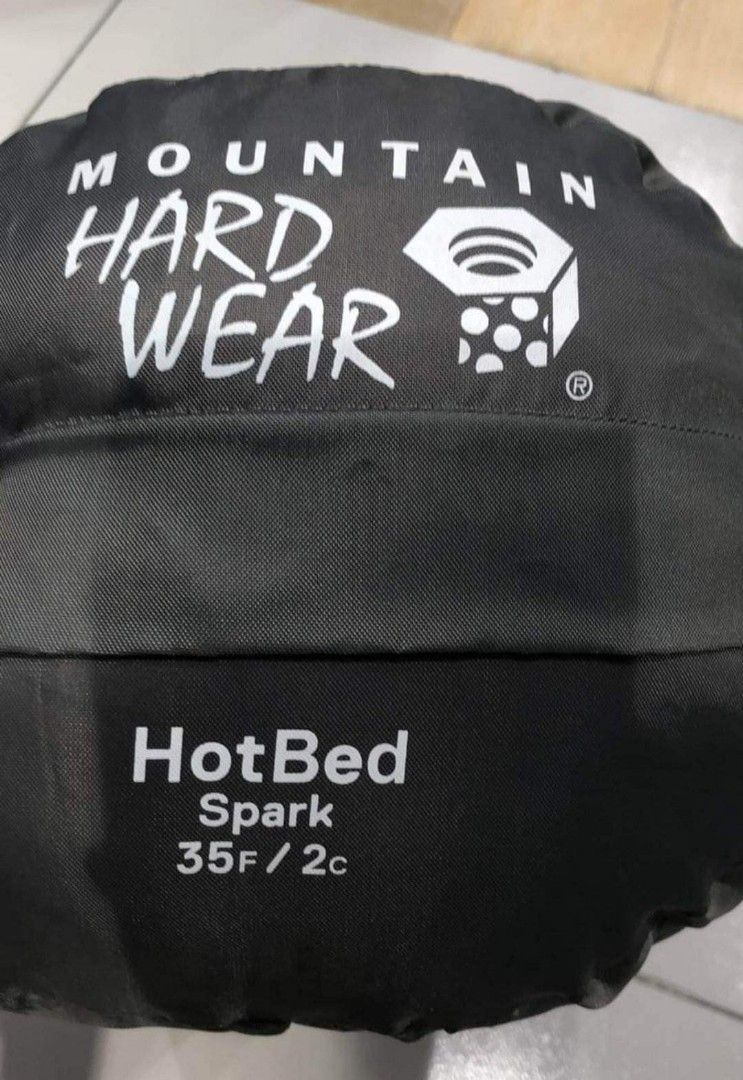 MOUNTAIN
HARD
WEAR
®
HotBed
Spark
35F / 2C